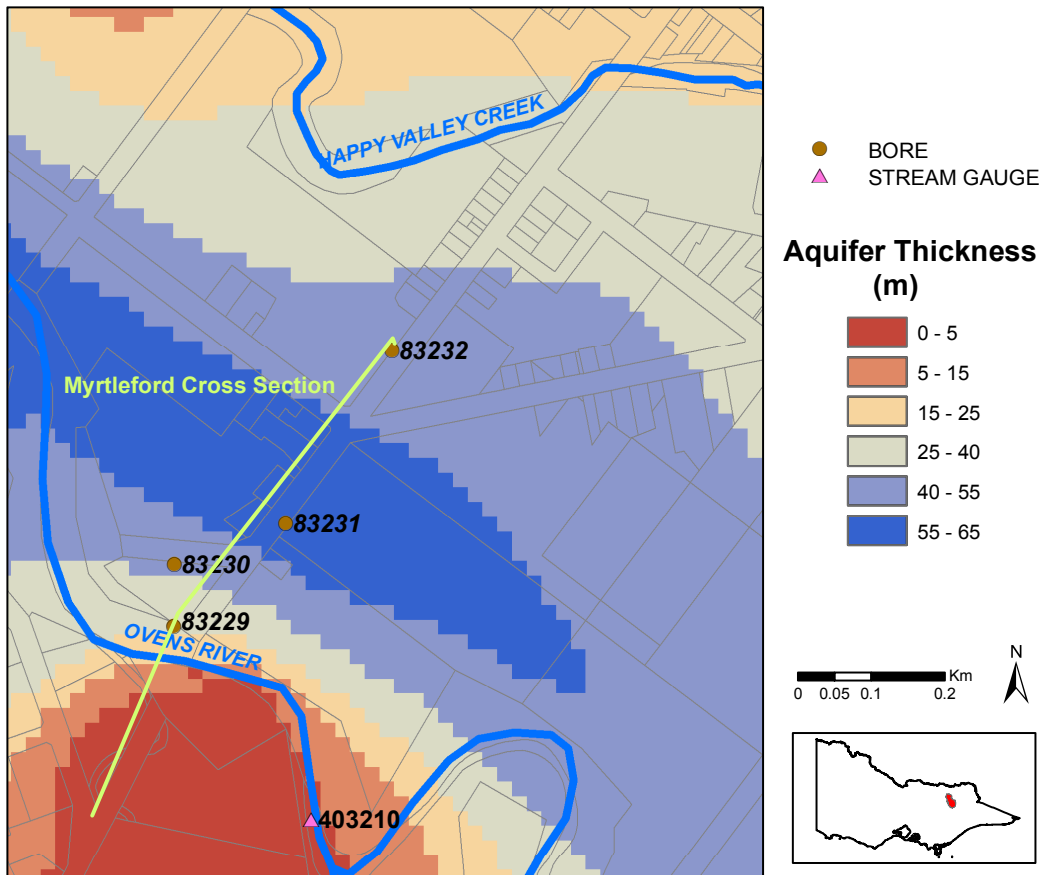 HAPPY VALLEY CREEK
83232
Myrtleford Cross Section
83231
83230
83229
OVENS RIVER
403210
BORE
STREAM GAUGE
Aquifer Thickness
(m)
0 - 5
5 - 15
15 - 25
25 - 40
40 - 55
55 - 65
N
Km
0 0.05 0.1 0.2